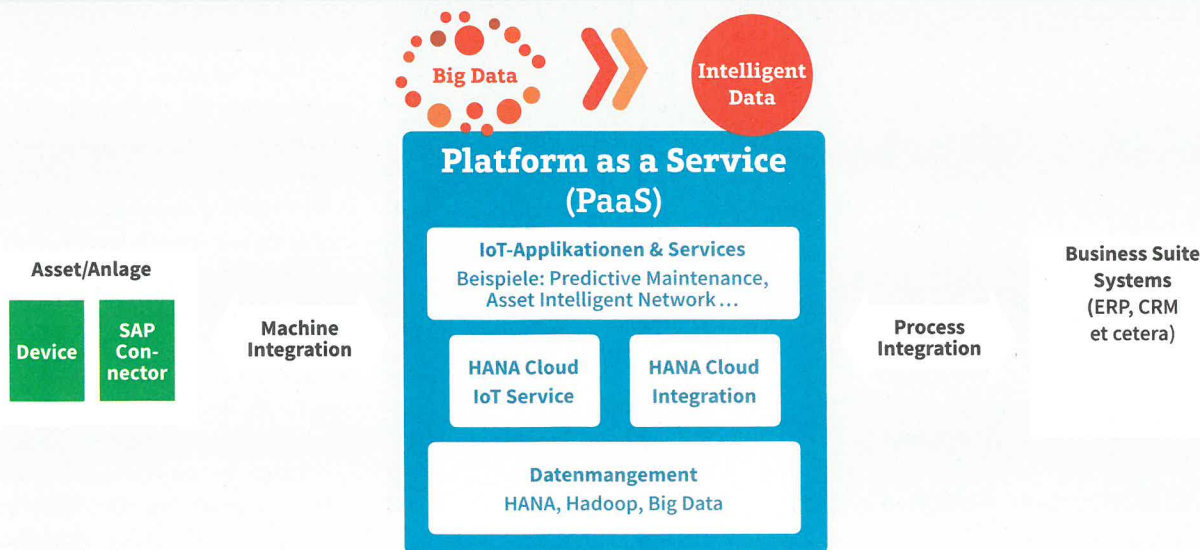 Big Data
Intelligent
Data
Platform as a Service
(PaaS)
IoT-Applikationen & Services
Beispiele: Predictive Maintenance,
Asset Intelligent Network...
Asset/Anlage
Device
SAP
Con-
nector
Machine
Integration
HANA Cloud
IoT Service
HANA Cloud
Integration
Process
Integration
Business Suite
Systems
(ERP, CRM
et cetera)
Datenmangement
HANA, Hadoop, Big Data